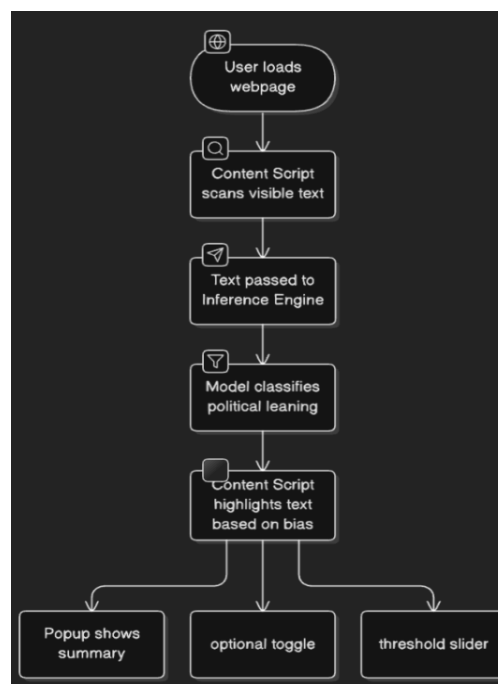 User loads
webpage
Content Script
scans visible text
Text passed to
Inference Engine
Model classifies
political leaning
Content Script
highlights text
based on bias
Popup shows
summary
optional toggle
threshold slider